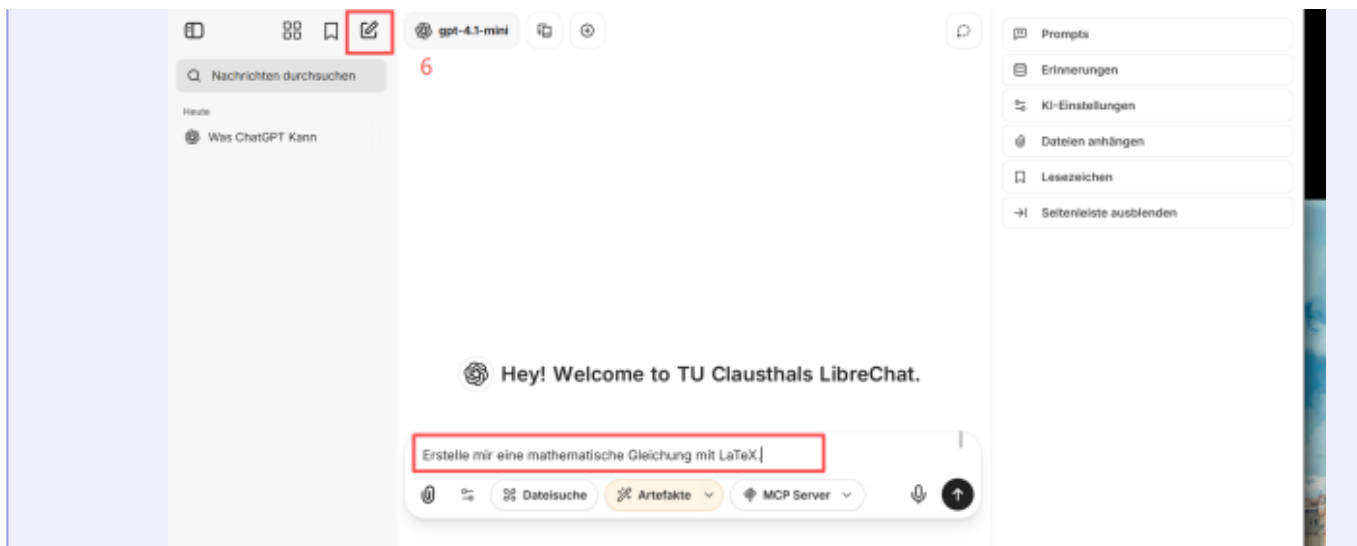 gpt-4.1-mini
6
Nachrichten durchsuchen
Heute
Was ChatGPT Kann
Hey! Welcome to TU Clausthals LibreChat.
Erstelle mir eine mathematische Gleichung mit LaTeX.
Dateisuche Artefakte MCP Server
Prompts
Erinnerungen
KI-Einstellungen
Dateien anhängen
Lesezeichen
Seitenleiste ausblenden